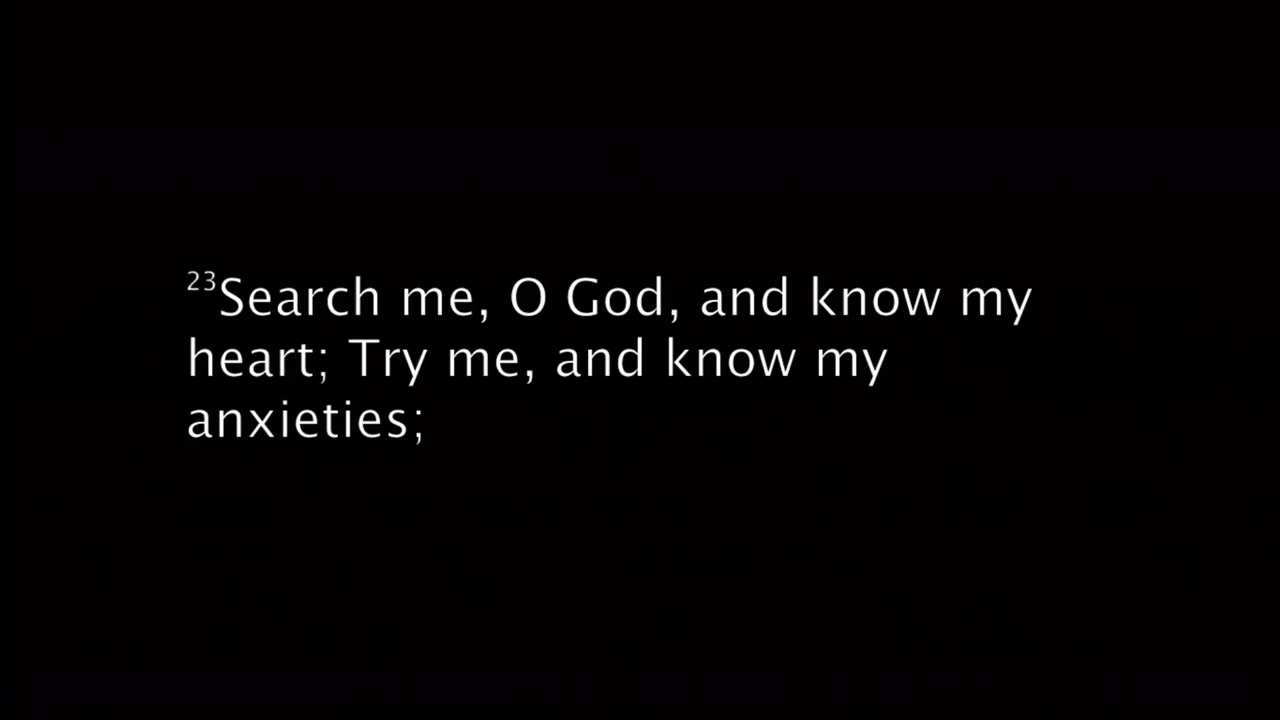 23Search me, O God, and know my
heart; Try me, and know my
anxieties;